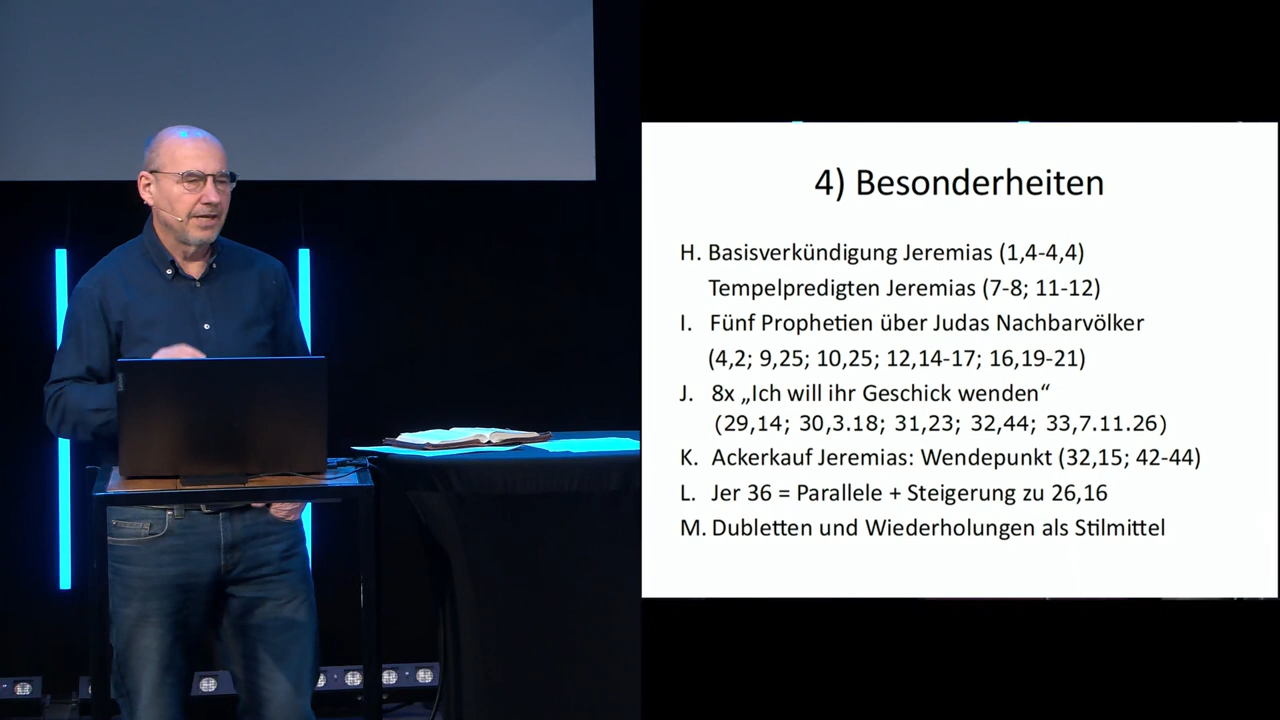 4) Besonderheiten
H. Basisverkündigung Jeremias (1,4-4,4)
Tempelpredigten Jeremias (7-8; 11-12)
I. Fünf Prophetien über Judas Nachbarvölker
(4,2; 9,25; 10,25; 12,14-17; 16,19-21)
J. 8x „Ich will ihr Geschick wenden“
(29,14; 30,3.18; 31,23; 32,44; 33,7.11.26)
K. Ackerkauf Jeremias: Wendepunkt (32,15; 42-44)
L. Jer 36 = Parallele + Steigerung zu 26,16
M. Dubletten und Wiederholungen als Stilmittel
Lenovo